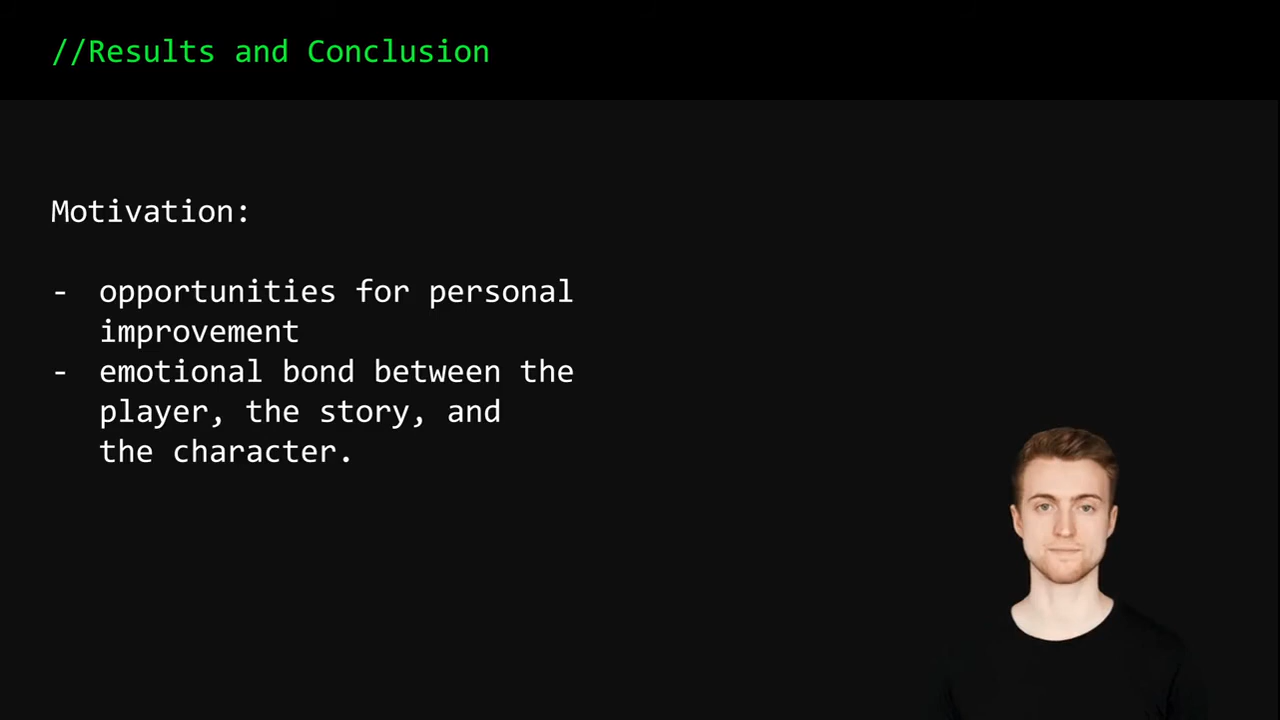 //Results and Conclusion
Motivation:
- opportunities for personal
improvement
- emotional bond between the
player, the story, and
the character.